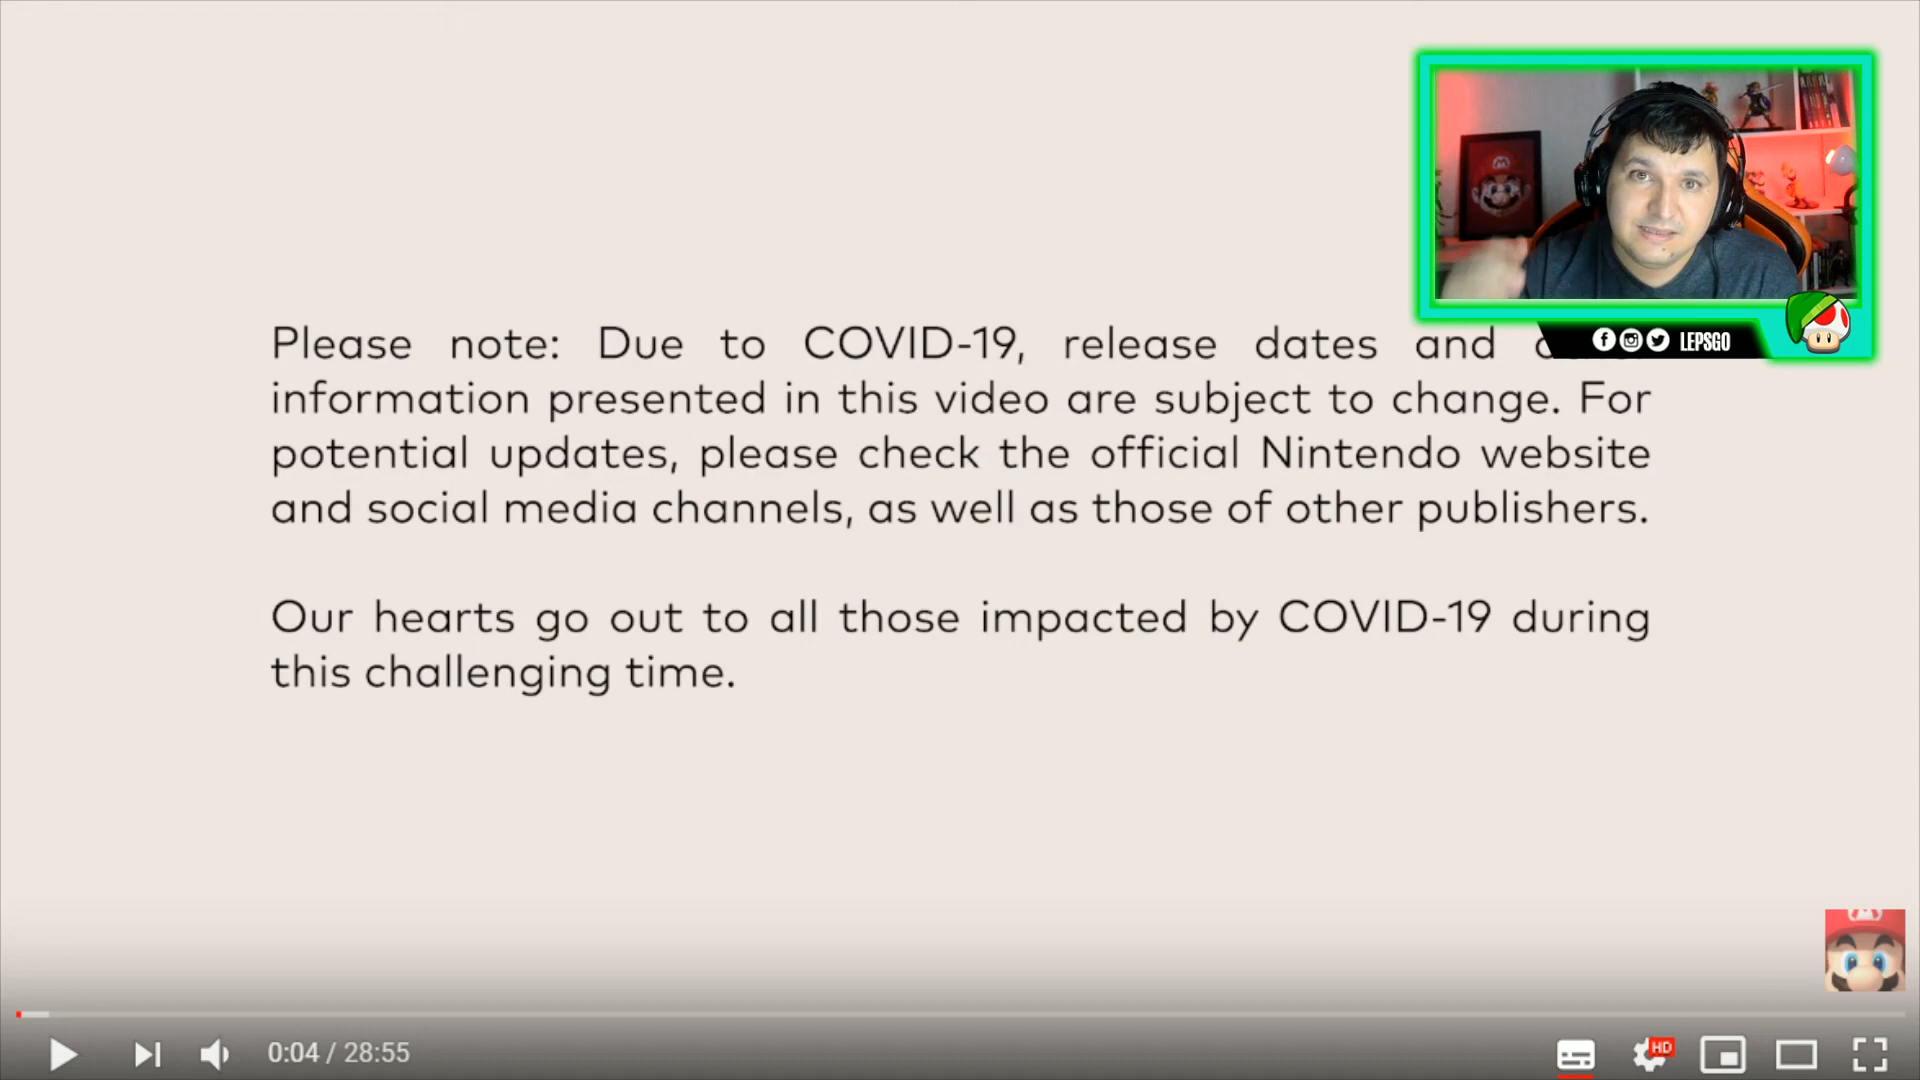 Please note: Due to COVID-19, release dates and
information presented in this video are subject to change. For
potential updates, please check the official Nintendo website
and social media channels, as well as those of other publishers.
Our hearts go out to all those impacted by COVID-19 during
this challenging time.
LEPSGO
0:04 / 28:55
HD